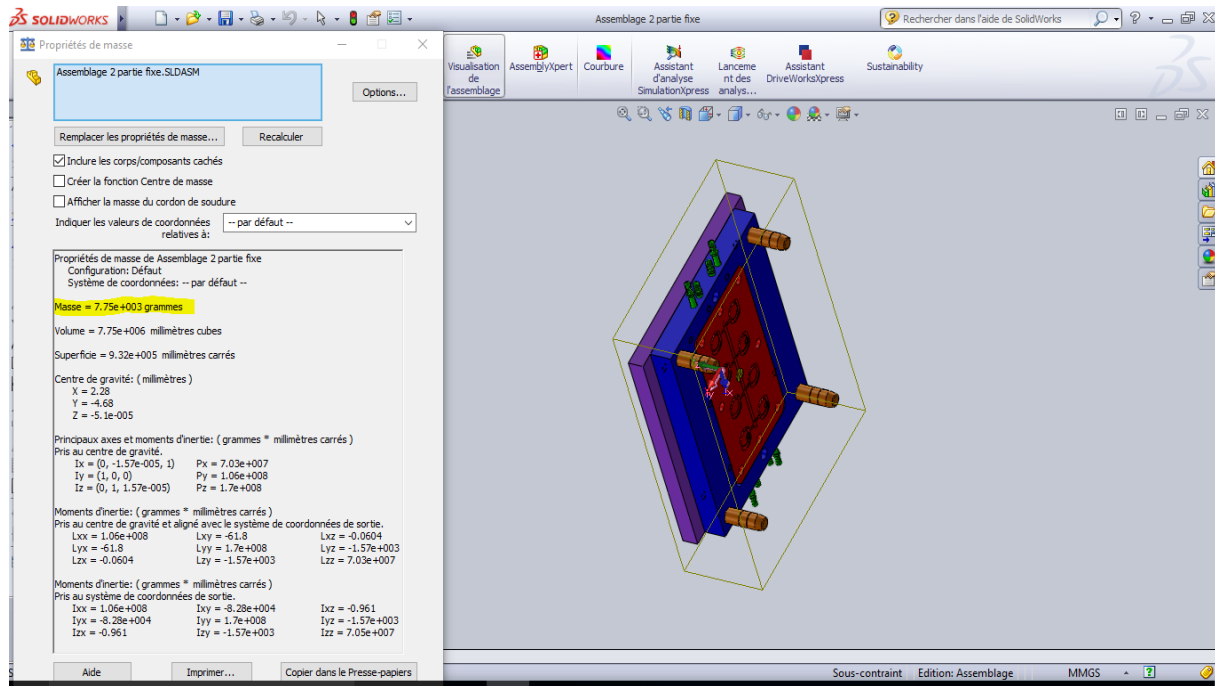 SOLIDWORKS
Assemblage 2 partie fixe
Rechercher dans l'aide de SolidWorks
Propriétés de masse
Assemblage 2 partie fixe.SLDASM
Options...
Remplacer les propriétés de masse...
Recalculer
Inclure les corps/composants cachés
Créer la fonction Centre de masse
Afficher la masse du cordon de soudure
Indiquer les valeurs de coordonnées
relatives à:
-- par défaut --
Propriétés de masse de Assemblage 2 partie fixe
Configuration: Défaut
Système de coordonnées: -- par défaut --
Masse = 7.75e+003 grammes
Volume = 7.75e+006 millimètres cubes
Superficie = 9.32e+005 millimètres carrés
Centre de gravité: ( millimètres )
X = 2.28
Y = -4.68
Z = -5.1e-005
Principaux axes et moments d'inertie: ( grammes * millimètres carrés )
Pris au centre de gravité.
Ix = (0, -1.57e-005, 1) Px = 7.03e+007
Iy = (1, 0, 0) Py = 1.06e+008
Iz = (0, 1, 1.57e-005) Pz = 1.7e+008
Moments d'inertie: ( grammes * millimètres carrés )
Pris au centre de gravité et aligné avec le système de coordonnées de sortie.
Lxx = 1.06e+008 Lxy = -61.8 Lxz = -0.0604
Lyx = -61.8 Lyy = 1.7e+008 Lyz = -1.57e+003
Lzx = -0.0604 Lzy = -1.57e+003 Lzz = 7.03e+007
Moments d'inertie: ( grammes * millimètres carrés )
Pris au système de coordonnées de sortie.
Ixx = 1.06e+008 Ixy = -8.28e+004 Ixz = -0.961
Iyx = -8.28e+004 Iyy = 1.7e+008 Iyz = -1.57e+003
Izx = -0.961 Izy = -1.57e+003 Izz = 7.05e+007
Aide
Imprimer...
Copier dans le Presse-papiers
Visualisation
de
l'assemblage
AssemblyXpert
Courbure
Assistant
d'analyse
SimulationXpress
Lanceme
nt des
analys...
Assistant
DriveWorksXpress
Sustainability
Sous-contraint
Edition: Assemblage
MMGS